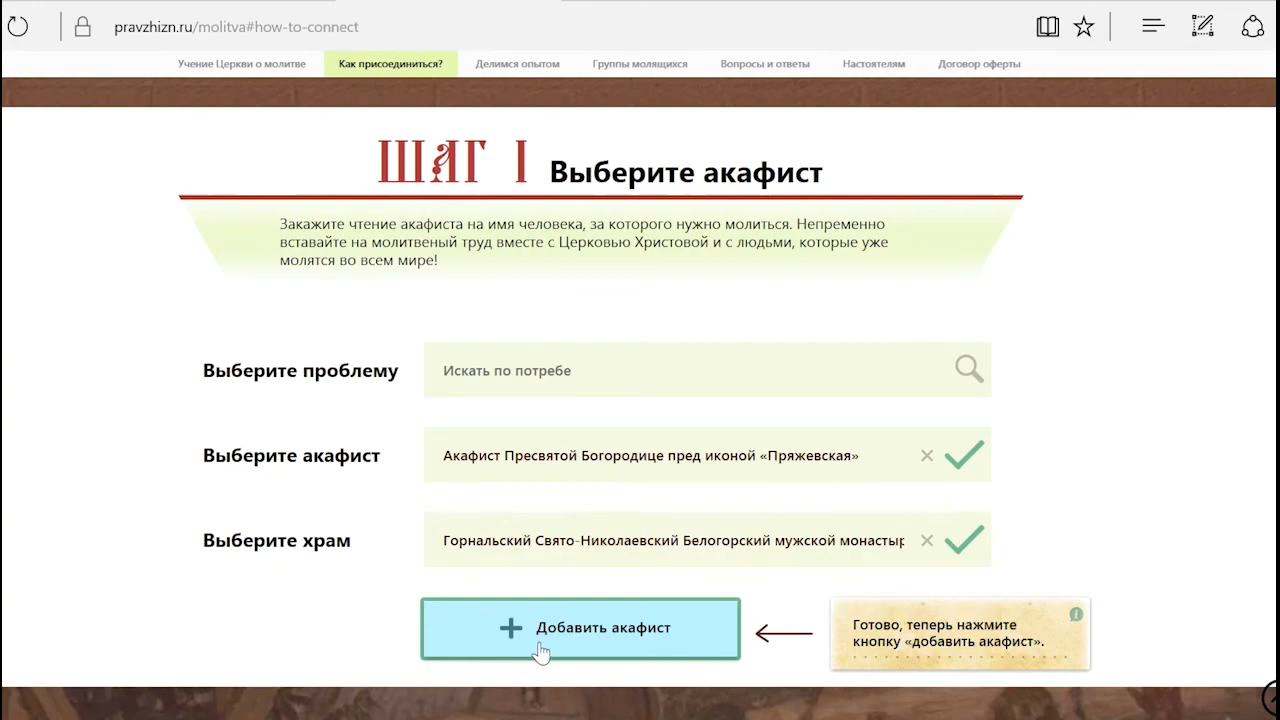 pravzhizn.ru/molitva#how-to-connect
Учение Церкви о молитве Как присоединиться? Делимся опытом Группы молящихся Вопросы и ответы Настоятелям Договор оферты
ШАГ I Выберите акафист
Закажите чтение акафиста на имя человека, за которого нужно молиться. Непременно
вставайте на молитвеный труд вместе с Церковью Христовой и с людьми, которые уже
молятся во всем мире!
Выберите проблему Искать по потребе
Выберите акафист Акафист Пресвятой Богородице пред иконой «Пряжевская»
Выберите храм Горнальский Свято-Николаевский Белогорский мужской монастыр
Добавить акафист
Готово, теперь нажмите
кнопку «добавить акафист».